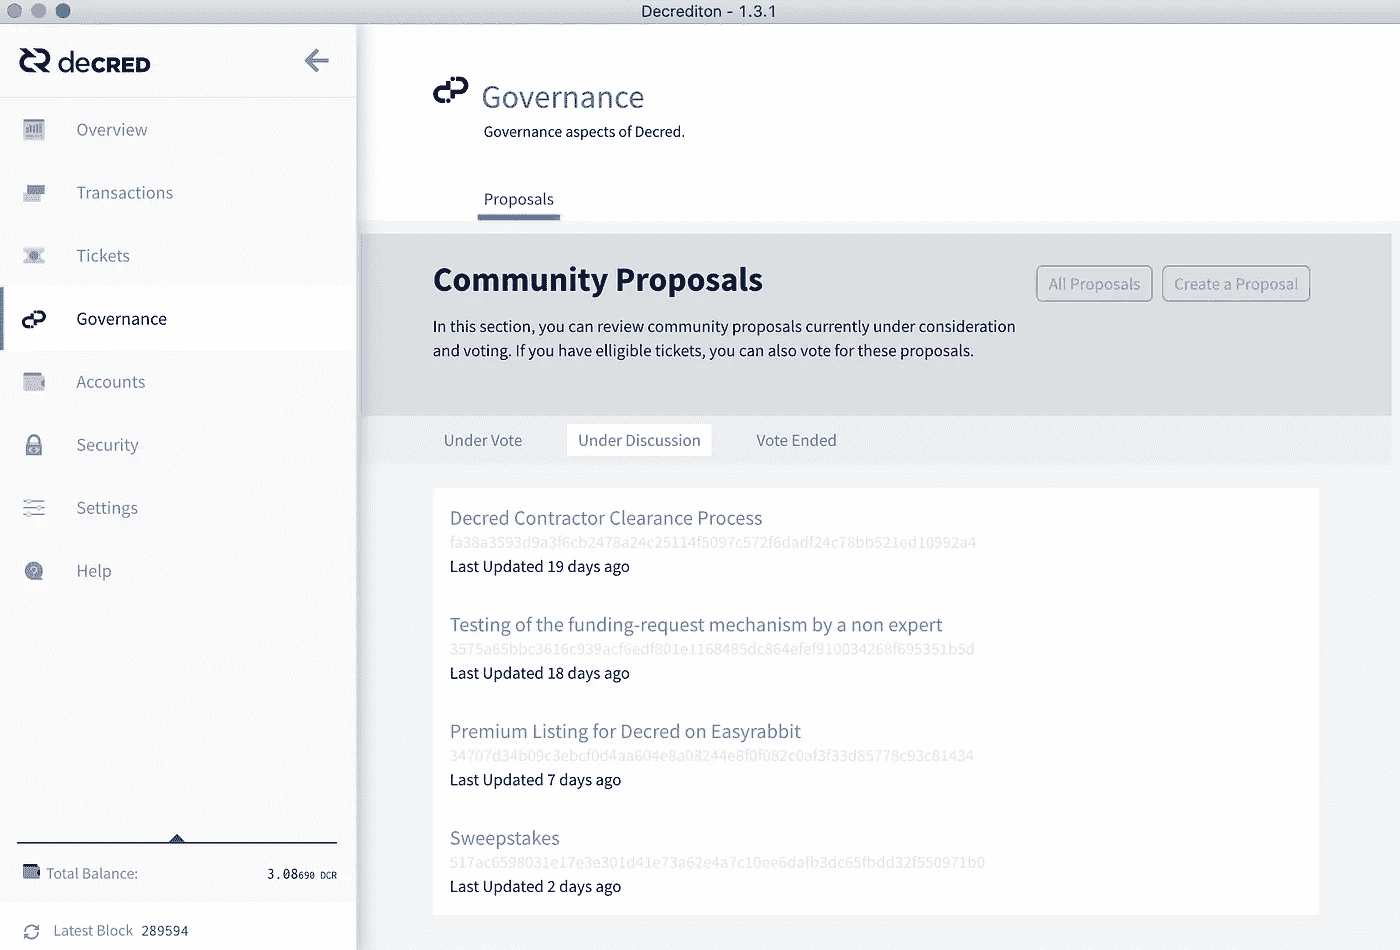 Decrediton - 1.3.1
decRED
Overview
Transactions
Tickets
Governance
Accounts
Security
Settings
Help
Total Balance: 3.08690 DCR
Latest Block 289594
Governance
Governance aspects of Decred.
Proposals
Community Proposals
All Proposals
Create a Proposal
In this section, you can review community proposals currently under consideration
and voting. If you have elligible tickets, you can also vote for these proposals.
Under Vote
Under Discussion
Vote Ended
Decred Contractor Clearance Process
fa38a3593d9a3f6cb2478a24c25114f5097c572f6dadf24c78bb521ed10992a4
Last Updated 19 days ago
Testing of the funding-request mechanism by a non expert
3575a65bbc3616c939acf6edf801e1168485dc864efef910034268f695351b5d
Last Updated 18 days ago
Premium Listing for Decred on Easyrabbit
34707d34b09c3ebcf0d4aa604e8a08244e8f0f082c0af3f33d85778c93c81434
Last Updated 7 days ago
Sweepstakes
517ac6598031e17e3e301d41e73a62e4a7c10ee6dafb3dc65fbdd32f550971b0
Last Updated 2 days ago